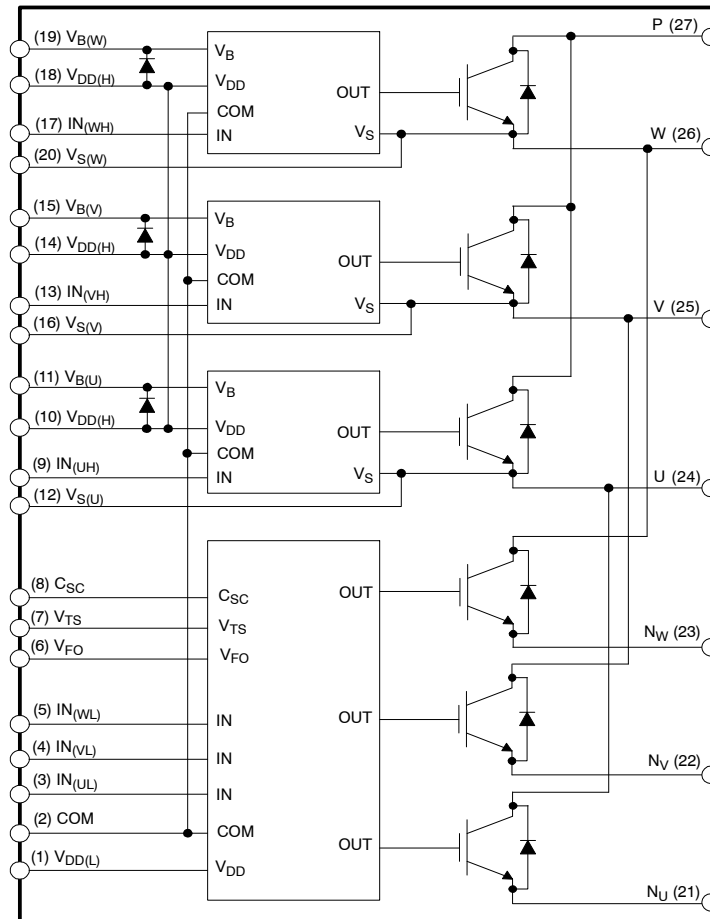 (19) VB(W)
(18) VDD(H)
(17) IN(WH)
(20) VS(W)
VB
VDD
COM
IN
OUT
VS
P (27)
W (26)
(15) VB(V)
(14) VDD(H)
(13) IN(VH)
(16) VS(V)
VB
VDD
COM
IN
OUT
VS
V (25)
(11) VB(U)
(10) VDD(H)
(9) IN(UH)
(12) VS(U)
VB
VDD
COM
IN
OUT
VS
U (24)
(8) CSC
(7) VTS
(6) VFO
(5) IN(WL)
(4) IN(VL)
(3) IN(UL)
(2) COM
(1) VDD(L)
CSC
VTS
VFO
IN
IN
IN
COM
VDD
OUT
OUT
OUT
NW (23)
NV (22)
NU (21)